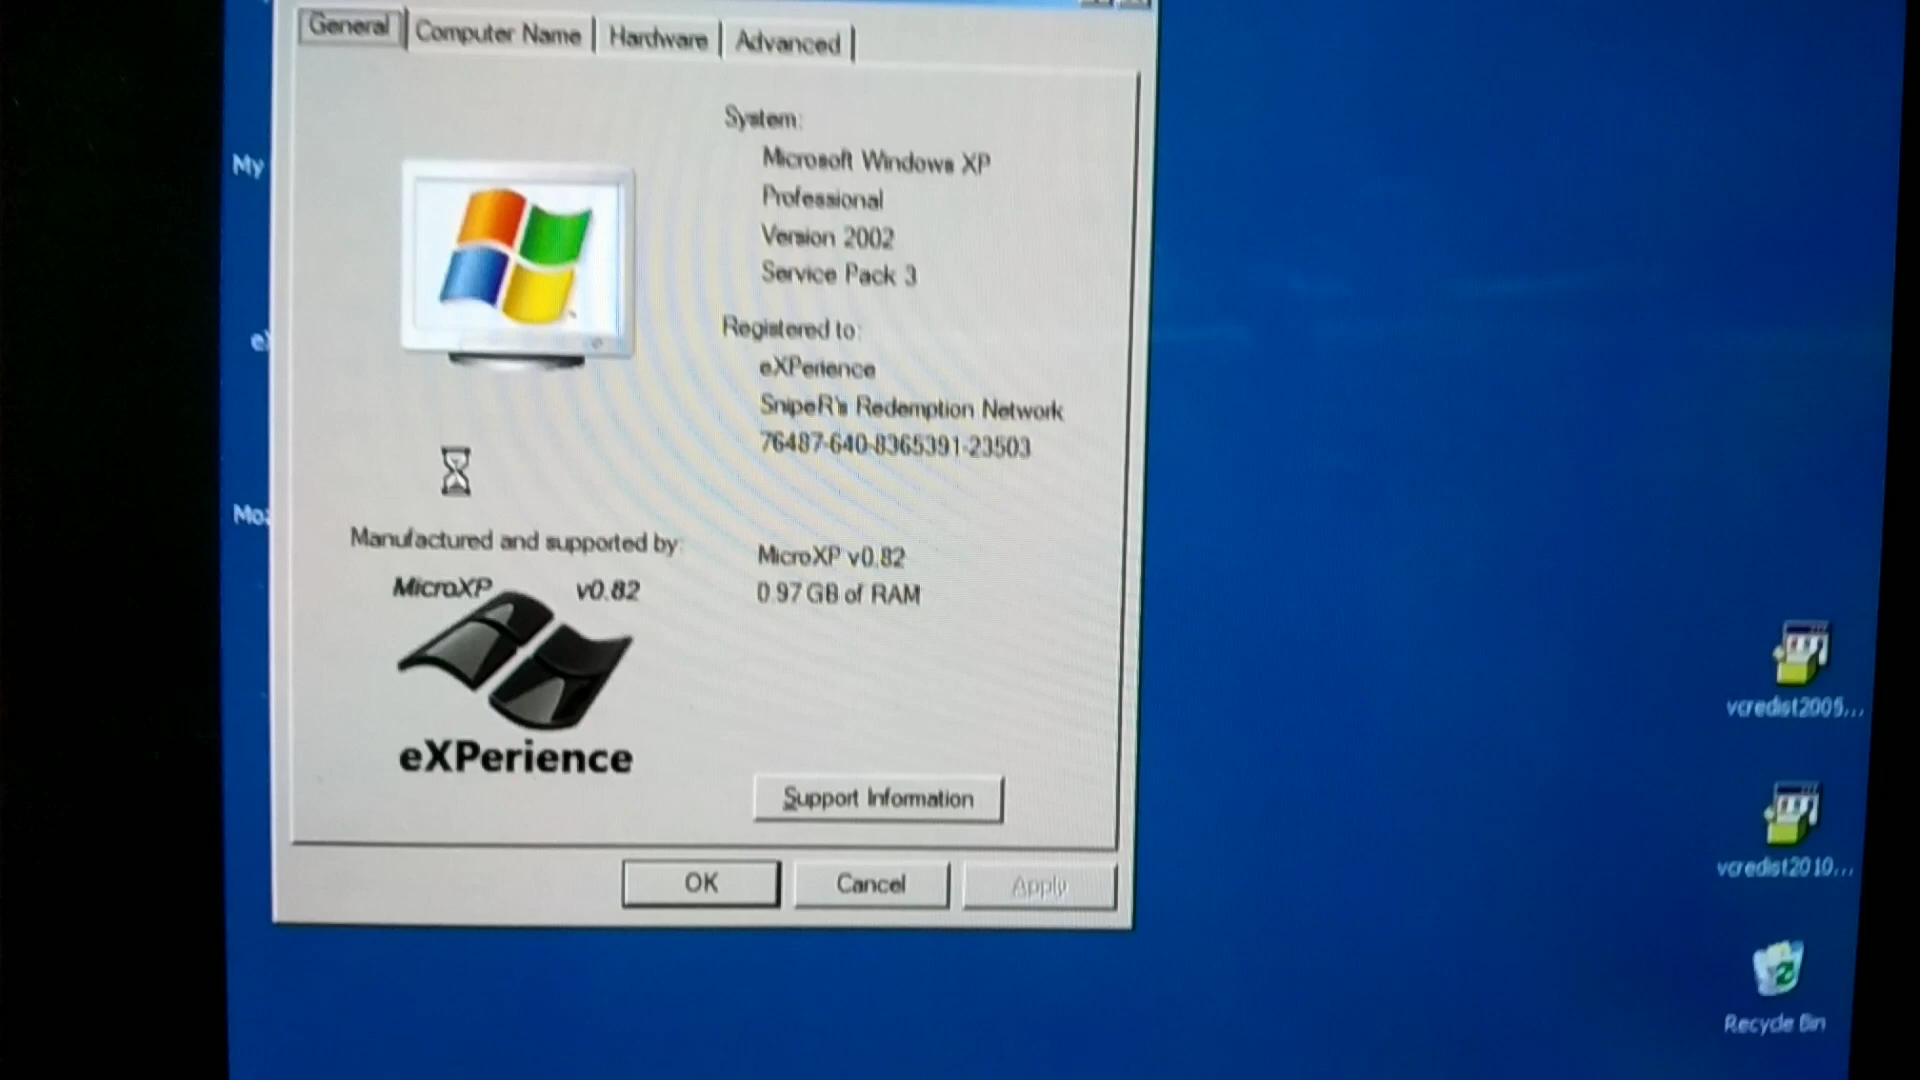 General
Computer Name
Hardware
Advanced
System:
Microsoft Windows XP
Professional
Version 2002
Service Pack 3
Registered to:
eXPerience
SnipeR's Redemption Network
76487-640-8365391-23503
Manufactured and supported by:
MicroXP v0.82
eXPerience
MicroXP v0.82
0.97 GB of RAM
Support Information
OK
Cancel
Apply
My
vcredist2005...
vcredist2010...
Recycle Bin